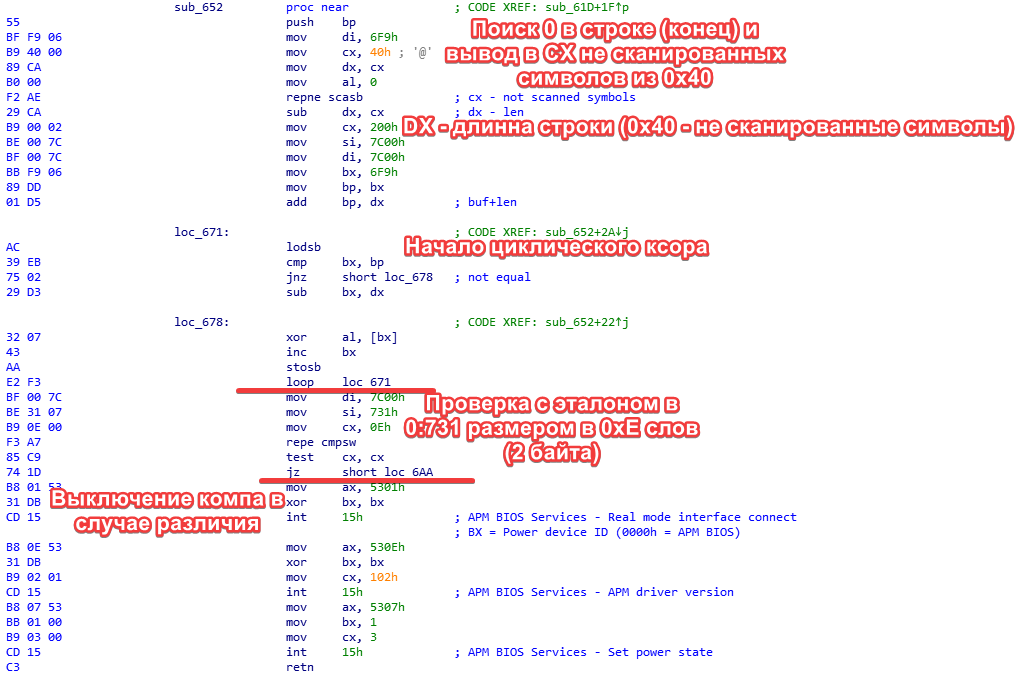 sub_652 proc near ; CODE XREF: sub_61D+1F↑p
55 push bp
BF F9 06 mov di, 6F9h
B9 40 00 mov cx, 40h ; '@'
89 CA mov dx, cx
B0 00 mov al, 0
Поиск 0 в строке (конец) и
вывод в CX не сканированных
символов из 0x40
F2 AE repne scasb ; cx - not scanned symbols
29 CA sub dx, cx ; dx - len
B9 00 02 mov cx, 200h
DX - длинна строки (0x40 - не сканированные символы)
BE 00 7C mov si, 7C00h
BF 00 7C mov di, 7C00h
BB F9 06 mov bx, 6F9h
89 DD mov bp, bx
01 D5 add bp, dx ; buf+len
loc_671: ; CODE XREF: sub_652+2A↓j
AC lodsb
Начало циклического ксора
39 EB cmp bx, bp
75 02 jnz short loc_678 ; not equal
29 D3 sub bx, dx
loc_678: ; CODE XREF: sub_652+22↑j
32 07 xor al, [bx]
43 inc bx
AA stosb
E2 F3 loop loc_671
BF 00 7C mov di, 7C00h
BE 31 07 mov si, 731h
B9 0E 00 mov cx, 0Eh
Проверка с эталоном в
0:731 размером в 0xE слов
(2 байта)
F3 A7 repe cmpsw
85 C9 test cx, cx
74 1D jz short loc_6AA
B8 01 53 mov ax, 5301h
31 DB xor bx, bx
Выключение компа в
случае различия
CD 15 int 15h ; APM BIOS Services - Real mode interface connect
; BX = Power device ID (0000h = APM BIOS)
B8 0E 53 mov ax, 530Eh
31 DB xor bx, bx
B9 02 01 mov cx, 102h
CD 15 int 15h ; APM BIOS Services - APM driver version
B8 07 53 mov ax, 5307h
BB 01 00 mov bx, 1
B9 03 00 mov cx, 3
CD 15 int 15h ; APM BIOS Services - Set power state
C3 retn